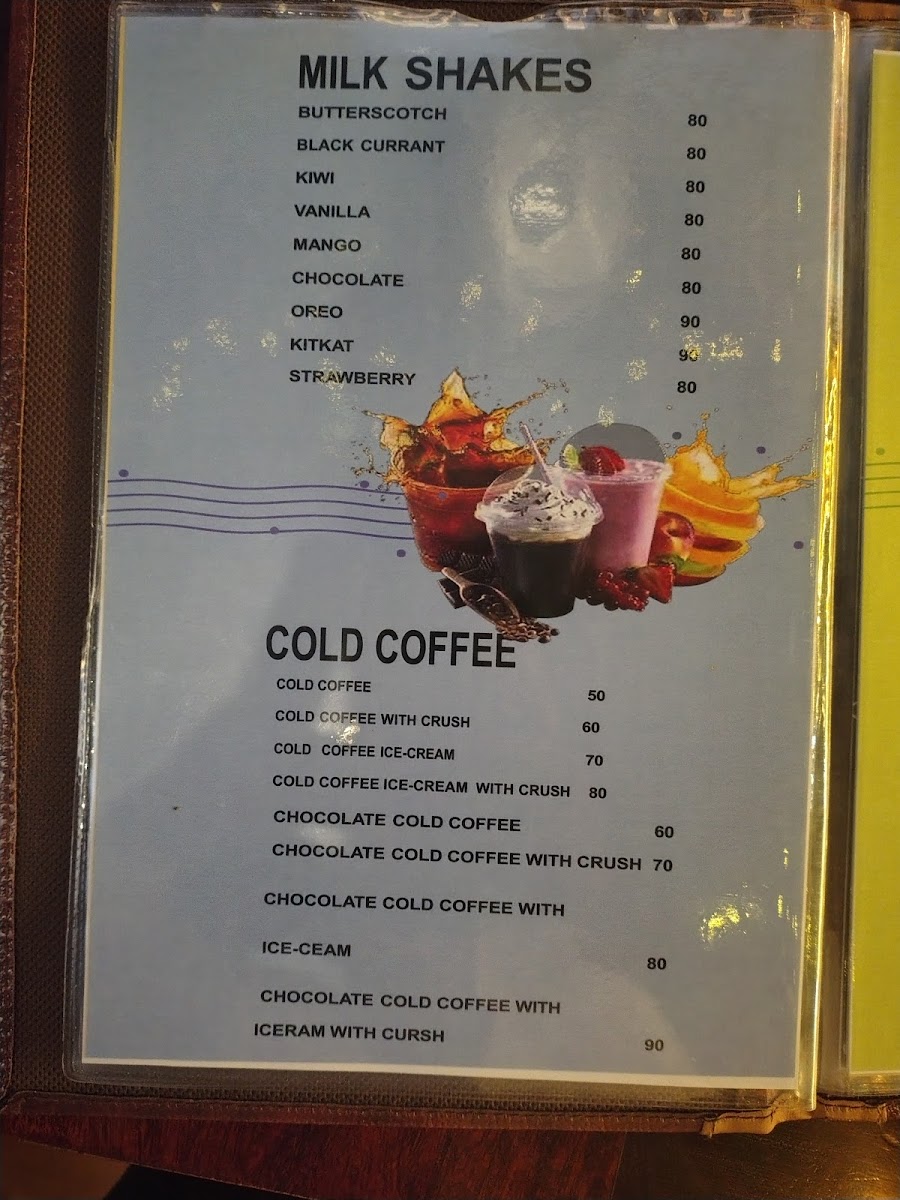 MILK SHAKES
BUTTERSCOTCH 80
BLACK CURRANT 80
KIWI 80
VANILLA 80
MANGO 80
CHOCOLATE 80
OREO 90
KITKAT 90
STRAWBERRY 80
COLD COFFEE
COLD COFFEE 50
COLD COFFEE WITH CRUSH 60
COLD COFFEE ICE-CREAM 70
COLD COFFEE ICE-CREAM WITH CRUSH 80
CHOCOLATE COLD COFFEE 60
CHOCOLATE COLD COFFEE WITH CRUSH 70
CHOCOLATE COLD COFFEE WITH
ICE-CEAM 80
CHOCOLATE COLD COFFEE WITH
ICERAM WITH CURSH 90